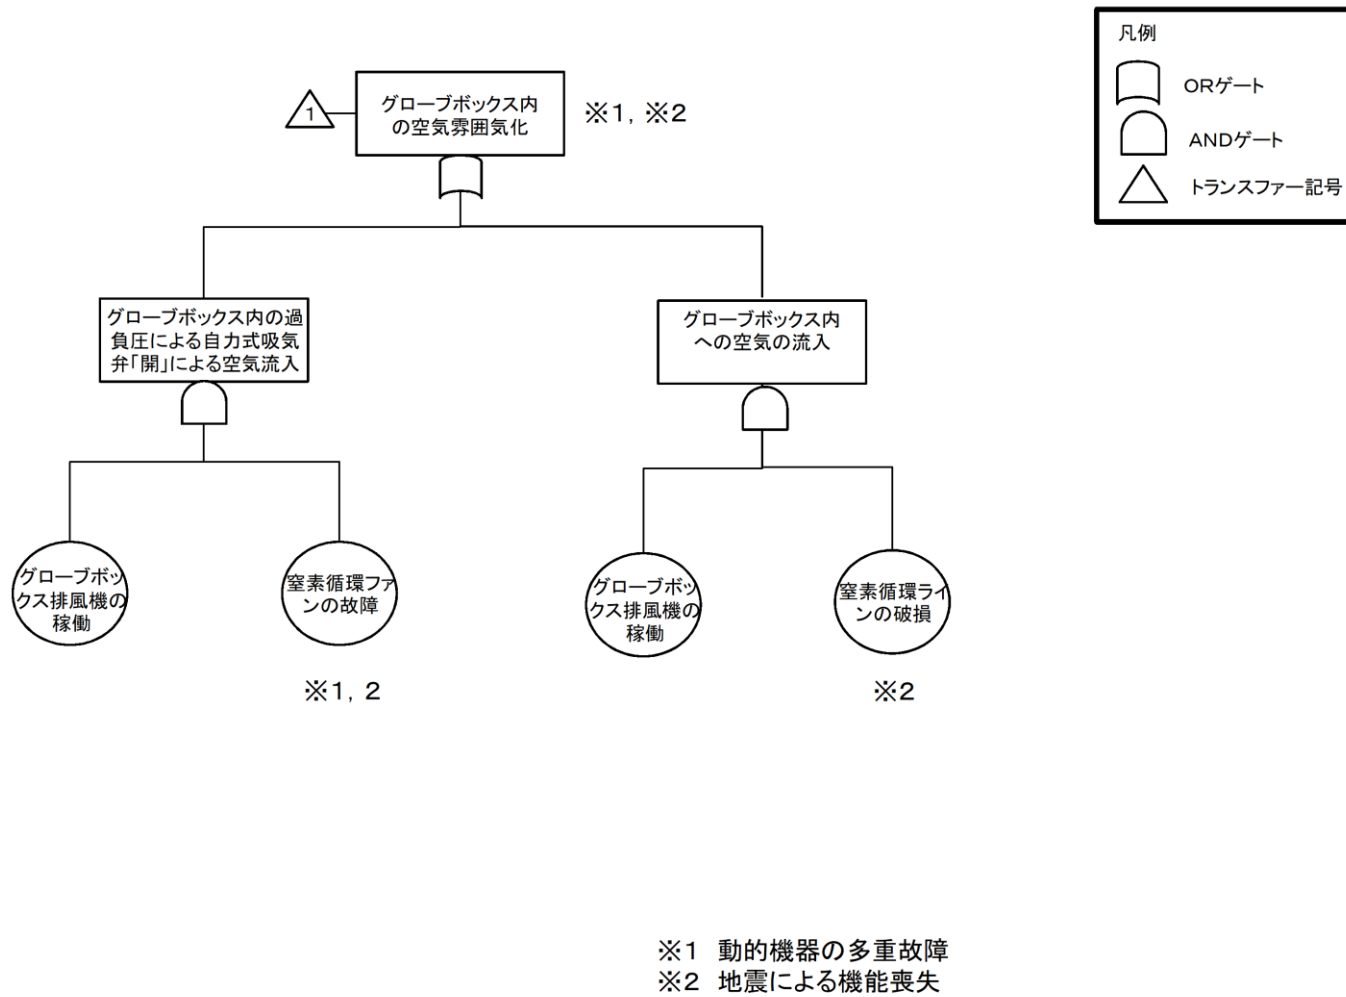 凡例
ORゲート
ANDゲート
トランスファー記号
1
グローブボックス内
の空気雰囲気化
※1, ※2
グローブボックス内の過
負圧による自力式吸気
弁「開」による空気流入
グローブボックス内
への空気の流入
グローブボッ
クス排風機の
稼働
窒素循環ファ
ンの故障
グローブボッ
クス排風機の
稼働
窒素循環ライ
ンの破損
※1, 2
※2
※1 動的機器の多重故障
※2 地震による機能喪失